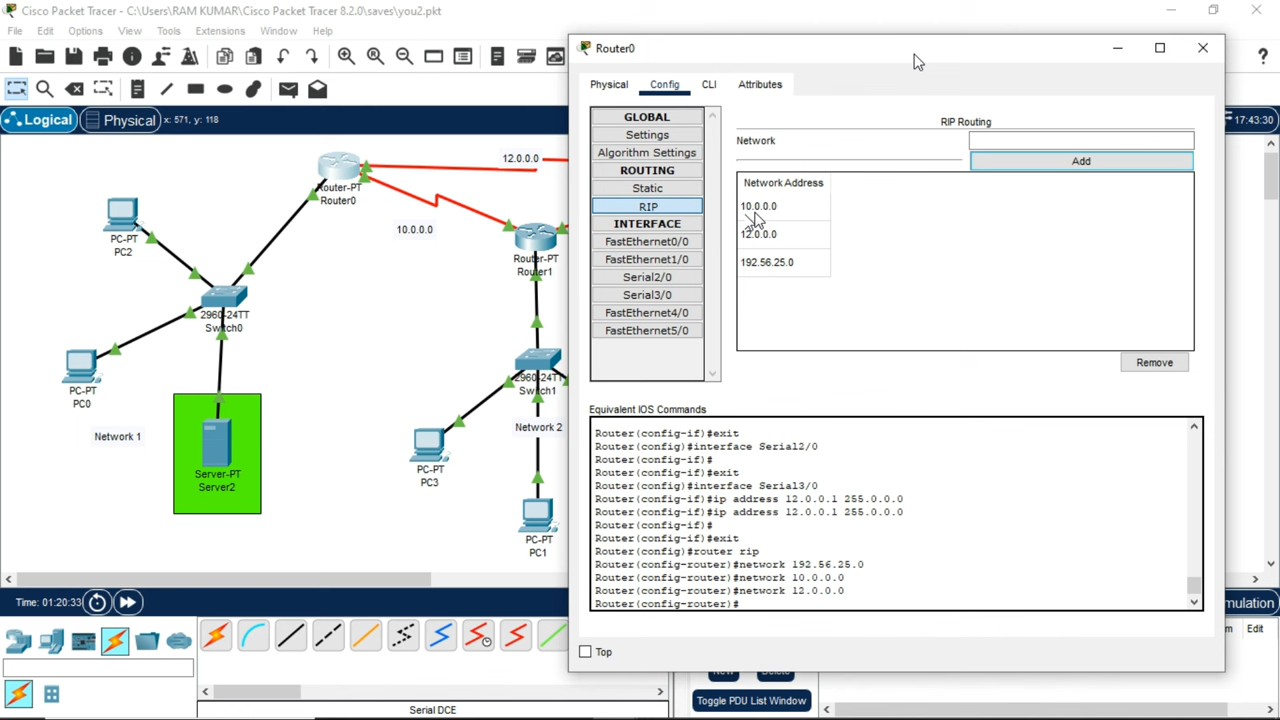 Cisco Packet Tracer - C:\Users\RAM KUMAR\Cisco Packet Tracer 8.2.0\saves\you2.pkt
File Edit View Options Tools Extensions Window Help
Logical Physical x: 571, y: 118
17:43:30
12.0.0.0
Router-PT
Router0
10.0.0.0
PC-PT
PC2
Router-PT
Router1
2960-24TT
Switch0
PC-PT
PC0
2960-24TT
Switch1
Network 1
Network 2
Server-PT
Server2
PC-PT
PC3
PC-PT
PC1
Time: 01:20:33
Serial DCE
Router0
Physical Config CLI Attributes
GLOBAL
Settings
Algorithm Settings
ROUTING
Static
RIP
INTERFACE
FastEthernet0/0
FastEthernet1/0
Serial2/0
Serial3/0
FastEthernet4/0
FastEthernet5/0
RIP Routing
Network
Add
Network Address
10.0.0.0
12.0.0.0
192.56.25.0
Remove
Equivalent IOS Commands
Router(config-if)#exit
Router(config)#interface Serial2/0
Router(config-if)#
Router(config-if)#exit
Router(config)#interface Serial3/0
Router(config-if)#ip address 12.0.0.1 255.0.0.0
Router(config-if)#ip address 12.0.0.1 255.0.0.0
Router(config-if)#
Router(config-if)#exit
Router(config)#router rip
Router(config-router)#network 192.56.25.0
Router(config-router)#network 10.0.0.0
Router(config-router)#network 12.0.0.0
Router(config-router)#
Top
Edit
Toggle PDU List Window